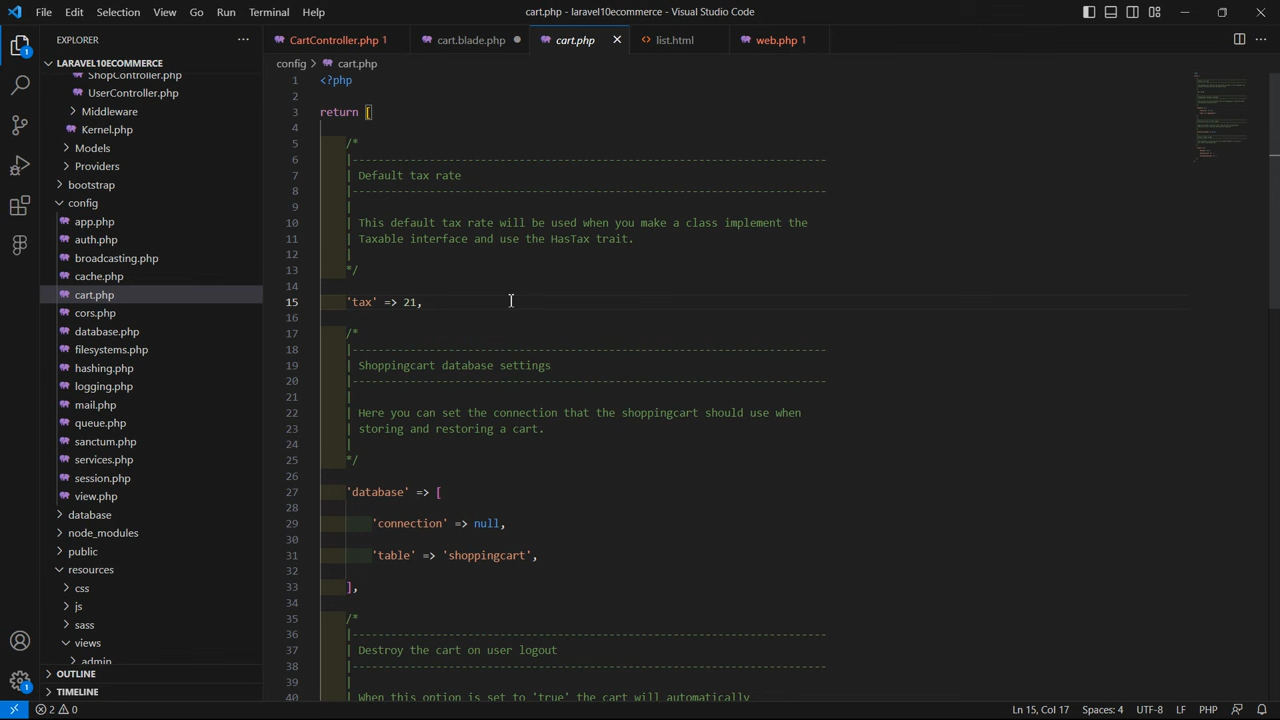 File Edit Selection View Go Run Terminal Help
cart.php - laravel10ecommerce - Visual Studio Code
EXPLORER
LARAVEL10ECOMMERCE
ShopController.php
UserController.php
Middleware
Kernel.php
Models
Providers
bootstrap
config
app.php
auth.php
broadcasting.php
cache.php
cart.php
cors.php
database.php
filesystems.php
hashing.php
logging.php
mail.php
queue.php
sanctum.php
services.php
session.php
view.php
database
node_modules
public
resources
css
js
sass
views
admin
OUTLINE
TIMELINE
CartController.php 1
cart.blade.php
cart.php
list.html
web.php 1
config > cart.php
1 <?php
2
3 return [
4
5 /*
6 |--------------------------------------------------------------------------
7 | Default tax rate
8 |--------------------------------------------------------------------------
9 |
10 | This default tax rate will be used when you make a class implement the
11 | Taxable interface and use the HasTax trait.
12 |
13 */
14
15 'tax' => 21,
16
17 /*
18 |--------------------------------------------------------------------------
19 | Shoppingcart database settings
20 |--------------------------------------------------------------------------
21 |
22 | Here you can set the connection that the shoppingcart should use when
23 | storing and restoring a cart.
24 |
25 */
26
27 'database' => [
28
29 'connection' => null,
30
31 'table' => 'shoppingcart',
32
33 ],
34
35 /*
36 |--------------------------------------------------------------------------
37 | Destroy the cart on user logout
38 |--------------------------------------------------------------------------
39 |
40 | When this option is set to 'true' the cart will automatically
1
1
2 0
Ln 15, Col 17 Spaces: 4 UTF-8 LF PHP